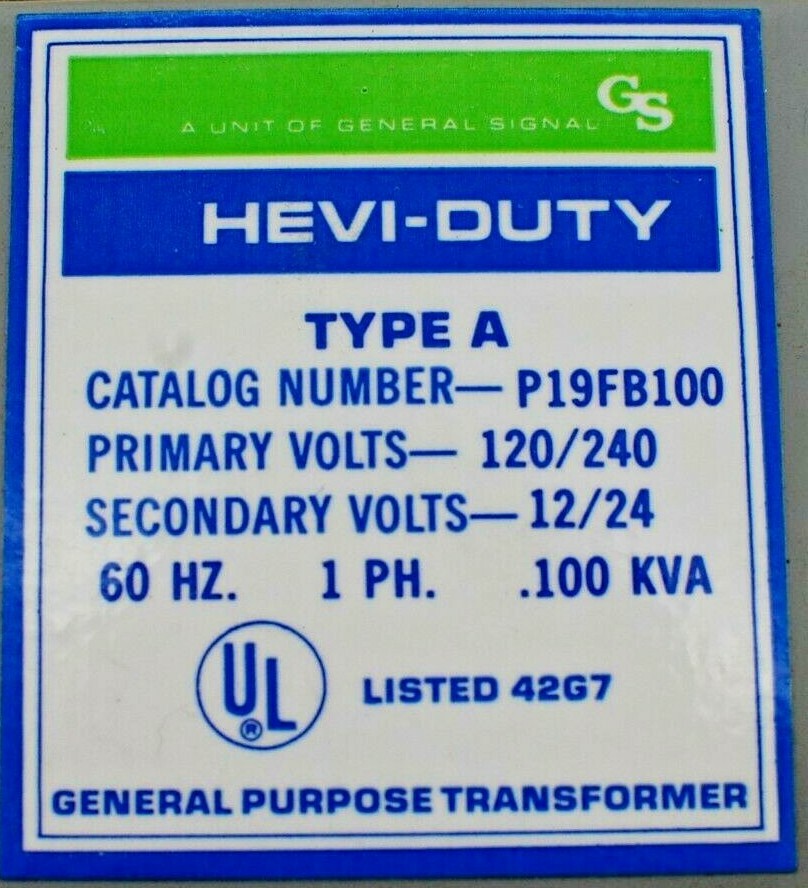 GS
A UNIT OF GENERAL SIGNAL
HEVI-DUTY
TYPE A
CATALOG NUMBER— P19FB100
PRIMARY VOLTS— 120/240
SECONDARY VOLTS— 12/24
60 HZ. 1 PH. .100 KVA
UL® LISTED 42G7
GENERAL PURPOSE TRANSFORMER